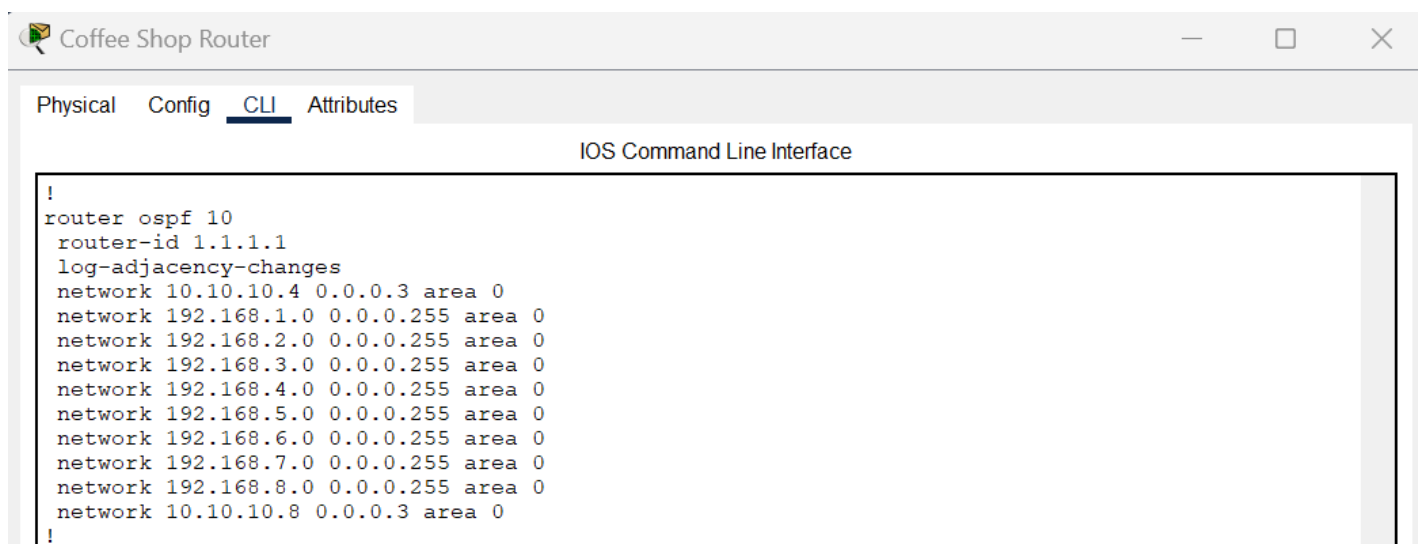 Coffee Shop Router
Physical Config CLI Attributes
IOS Command Line Interface
!
router ospf 10
router-id 1.1.1.1
log-adjacency-changes
network 10.10.10.4 0.0.0.3 area 0
network 192.168.1.0 0.0.0.255 area 0
network 192.168.2.0 0.0.0.255 area 0
network 192.168.3.0 0.0.0.255 area 0
network 192.168.4.0 0.0.0.255 area 0
network 192.168.5.0 0.0.0.255 area 0
network 192.168.6.0 0.0.0.255 area 0
network 192.168.7.0 0.0.0.255 area 0
network 192.168.8.0 0.0.0.255 area 0
network 10.10.10.8 0.0.0.3 area 0
!